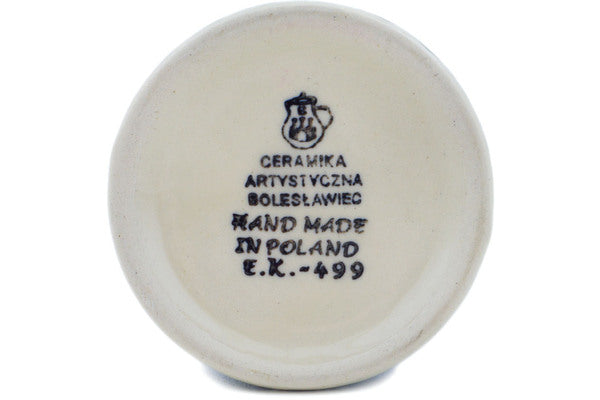 CERAMIKA
ARTYSTYCZNA
BOLESŁAWIEC
HAND MADE
IN POLAND
E.K.-499